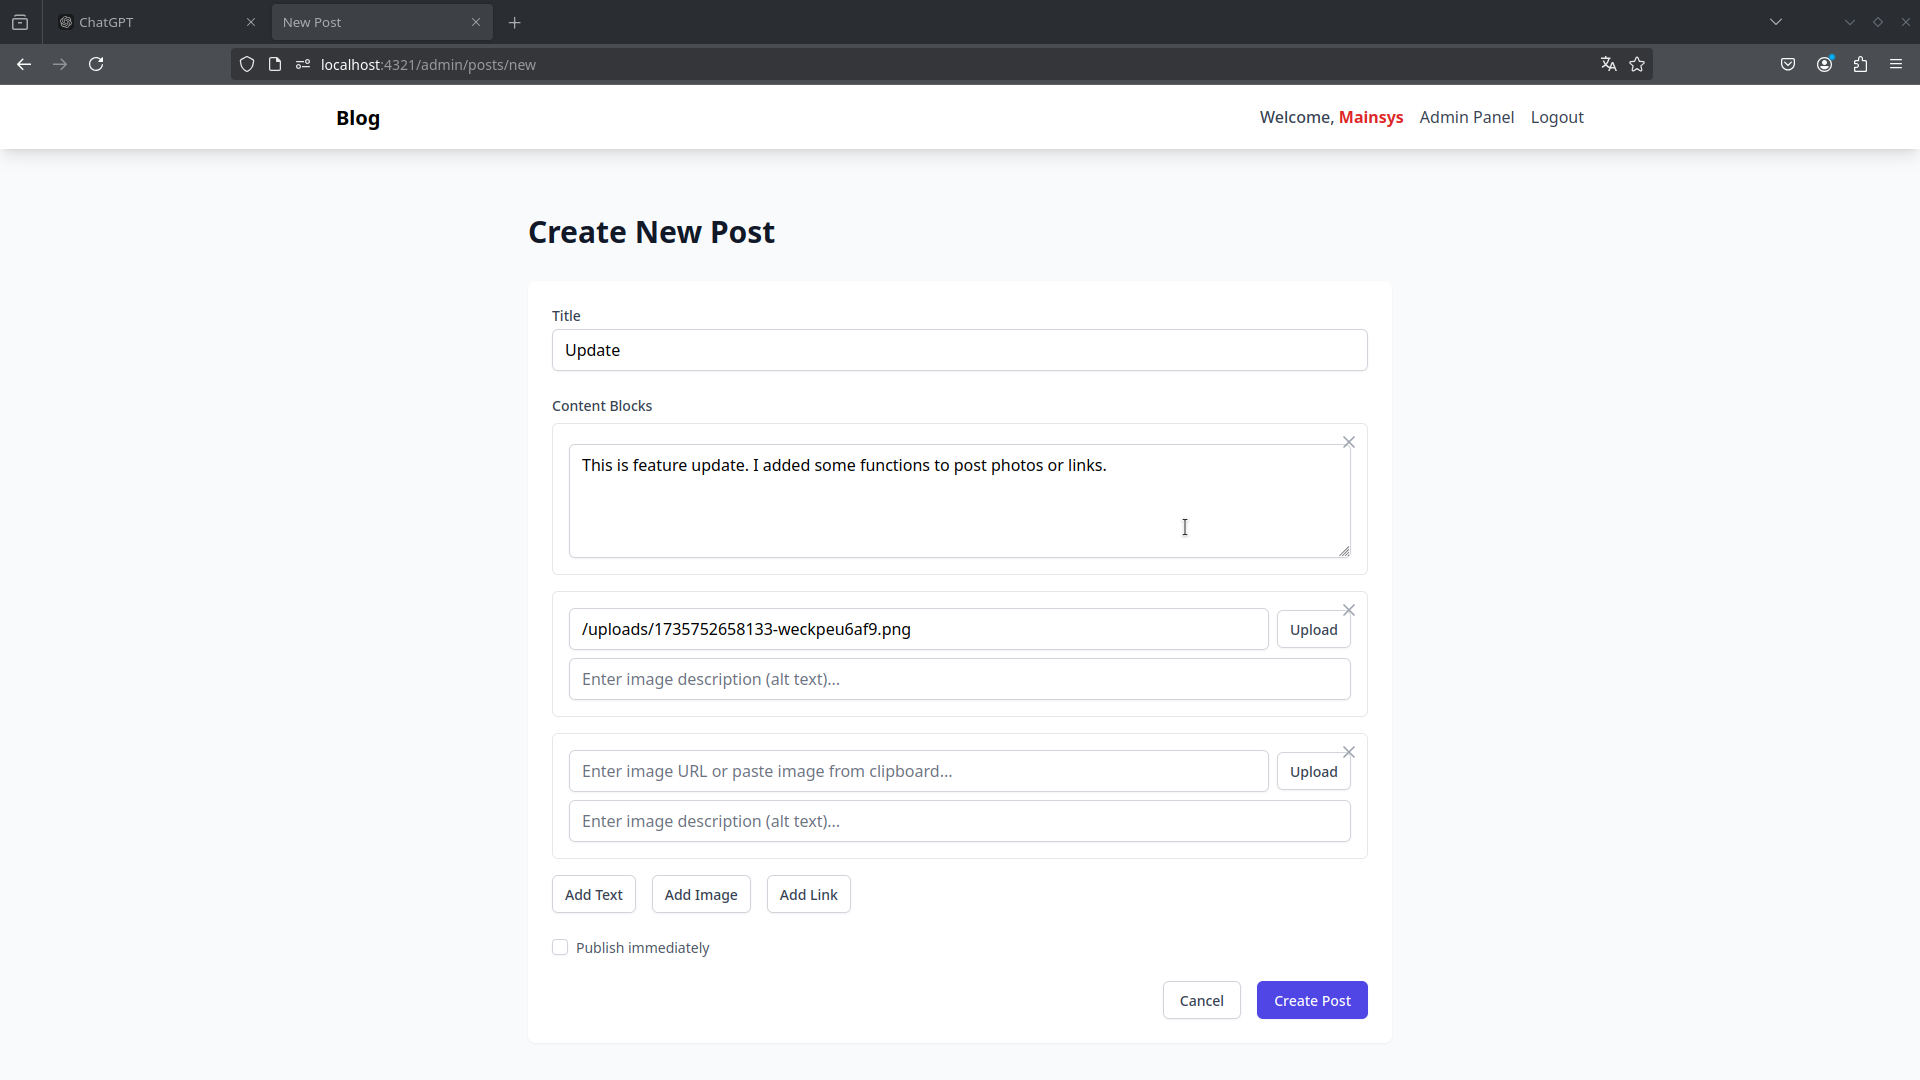 ChatGPT
New Post
localhost:4321/admin/posts/new
Blog
Welcome, Mainsys Admin Panel Logout
Create New Post
Title
Update
Content Blocks
This is feature update. I added some functions to post photos or links.
/uploads/1735752658133-weckpeu6af9.png
Upload
Enter image description (alt text)...
Enter image URL or paste image from clipboard...
Upload
Enter image description (alt text)...
Add Text Add Image Add Link
Publish immediately
Cancel Create Post